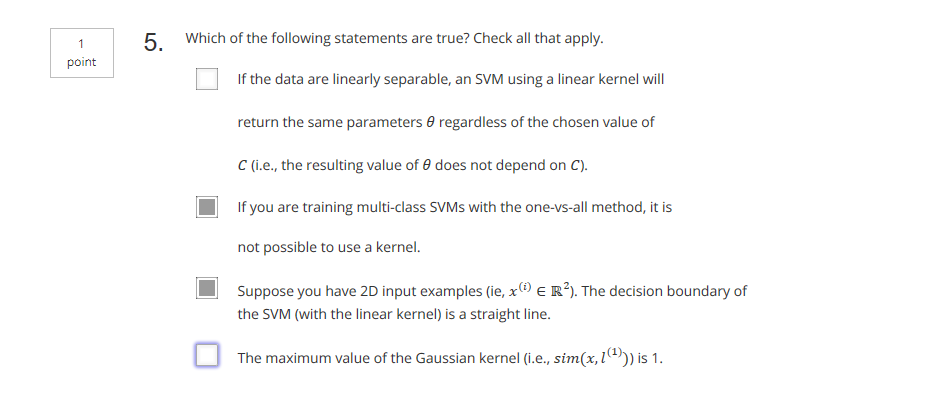 1
point
5. Which of the following statements are true? Check all that apply.
If the data are linearly separable, an SVM using a linear kernel will
return the same parameters θ regardless of the chosen value of
C (i.e., the resulting value of θ does not depend on C).
If you are training multi-class SVMs with the one-vs-all method, it is
not possible to use a kernel.
Suppose you have 2D input examples (ie, x⁽ⁱ⁾ ∈ ℝ²). The decision boundary of
the SVM (with the linear kernel) is a straight line.
The maximum value of the Gaussian kernel (i.e., sim(x, l⁽¹⁾)) is 1.